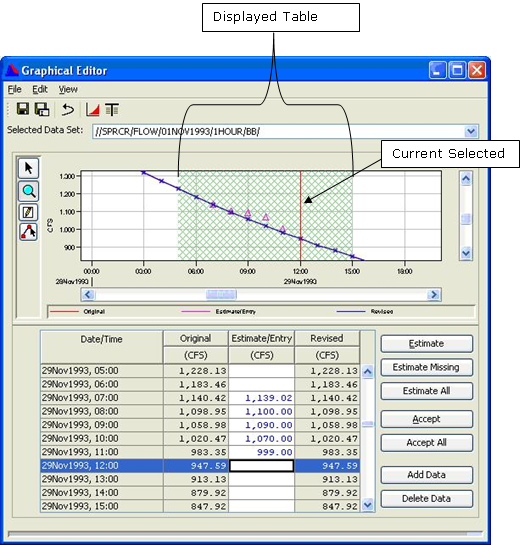 Displayed Table
Graphical Editor
File Edit View
Selected Data Set: //SPRCR/FLOW/01NOV1993/1HOUR/BB/
Current Selected
1,300
1,200
1,100
1,000
900
CFS
00:00 03:00 06:00 09:00 12:00 15:00 18:00
28Nov1993 29Nov1993
Original Estimate/Entry Revised
Date/Time Original Estimate/Entry Revised
(CFS) (CFS) (CFS)
29Nov1993, 05:00 1,228.13 1,228.13
29Nov1993, 06:00 1,183.46 1,183.46
29Nov1993, 07:00 1,140.42 1,139.02 1,140.42
29Nov1993, 08:00 1,098.95 1,100.00 1,098.95
29Nov1993, 09:00 1,058.98 1,090.00 1,058.98
29Nov1993, 10:00 1,020.47 1,070.00 1,020.47
29Nov1993, 11:00 983.35 999.00 983.35
29Nov1993, 12:00 947.59 947.59
29Nov1993, 13:00 913.13 913.13
29Nov1993, 14:00 879.92 879.92
29Nov1993, 15:00 847.92 847.92
Estimate
Estimate Missing
Estimate All
Accept
Accept All
Add Data
Delete Data